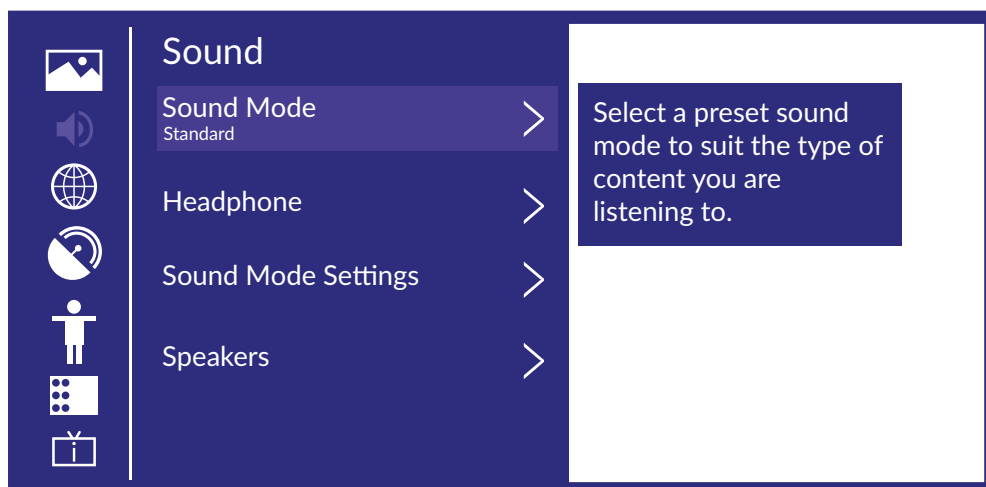 Sound
Sound Mode
Standard
Headphone
Sound Mode Settings
Speakers
Select a preset sound
mode to suit the type of
content you are
listening to.